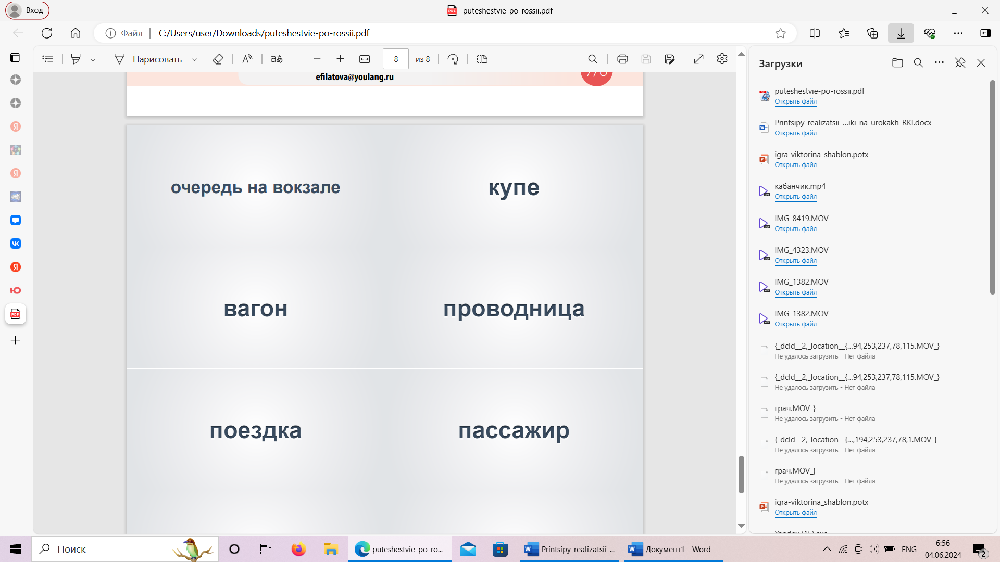 Вход
puteshestvie-po-rossii.pdf
Файл
C:/Users/user/Downloads/puteshestvie-po-rossii.pdf
Нарисовать
8
из 8
efilatova@youlang.ru
очередь на вокзале
купе
вагон
проводница
поездка
пассажир
Загрузки
puteshestvie-po-rossii.pdf
Открыть файл
Printsipy_realizatsii_...iki_na_urokakh_RKI.docx
Открыть файл
igra-viktorina_shablon.potx
Открыть файл
кабанчик.mp4
Открыть файл
IMG_8419.MOV
Открыть файл
IMG_4323.MOV
Открыть файл
IMG_1382.MOV
Открыть файл
IMG_1382.MOV
Открыть файл
{_dcId__2,_location__{...94,253,237,78,115.MOV_}
Не удалось загрузить - Нет файла
{_dcId__2,_location__{...94,253,237,78,115.MOV_}
Не удалось загрузить - Нет файла
грач.MOV_}
Не удалось загрузить - Нет файла
{_dcId__2,_location__{...,194,253,237,78,1.MOV_}
Не удалось загрузить - Нет файла
грач.MOV_}
Не удалось загрузить - Нет файла
igra-viktorina_shablon.potx
Открыть файл
Yandex (15).exe
Поиск
puteshestvie-po-ro...
Printsipy_realizatsii_...
Документ1 - Word
ENG
6:56
04.06.2024
2